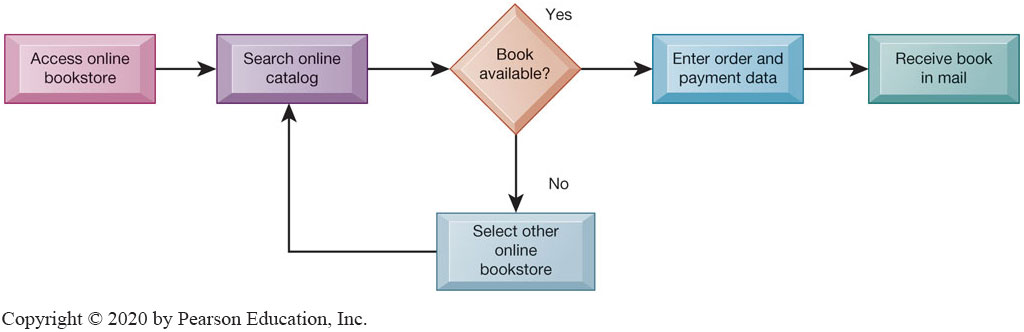 Yes
Access online
bookstore
Search online
catalog
Book
available?
Enter order and
payment data
Receive book
in mail
No
Select other
online
bookstore
Copyright © 2020 by Pearson Education, Inc.